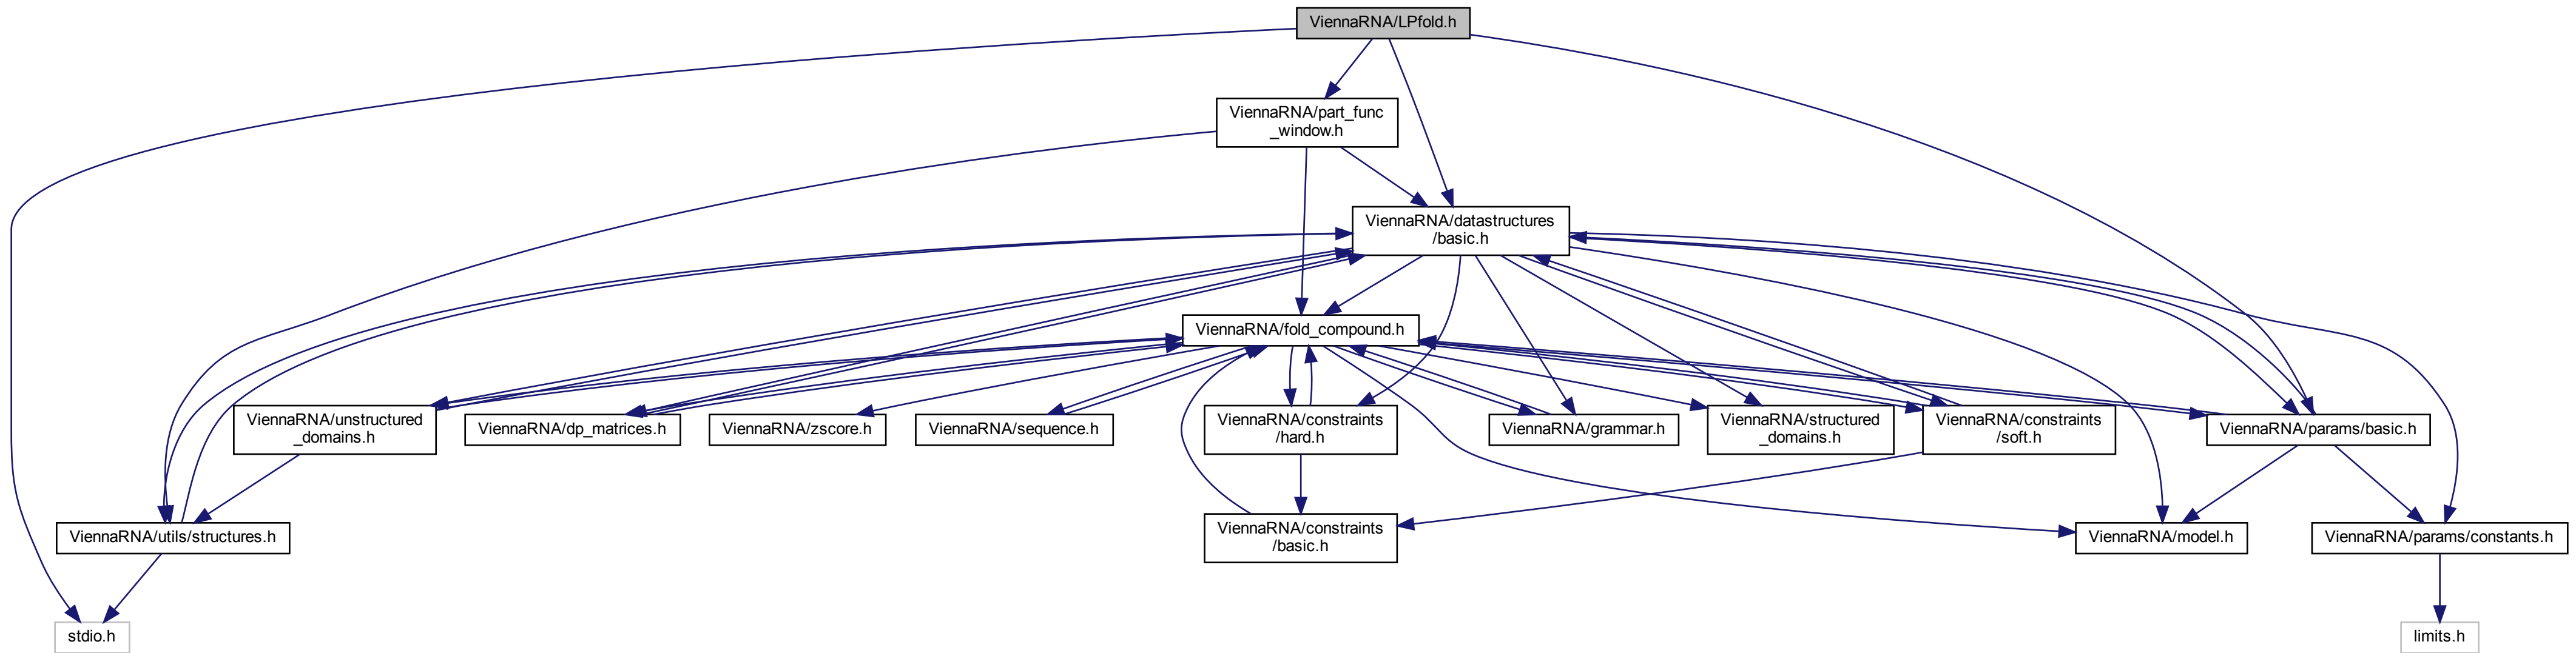 ViennaRNA/LPfold.h
ViennaRNA/part_func
_window.h
ViennaRNA/datastructures
/basic.h
ViennaRNA/fold_compound.h
ViennaRNA/unstructured
_domains.h
ViennaRNA/dp_matrices.h
ViennaRNA/zscore.h
ViennaRNA/sequence.h
ViennaRNA/constraints
/hard.h
ViennaRNA/grammar.h
ViennaRNA/structured
_domains.h
ViennaRNA/constraints
/soft.h
ViennaRNA/params/basic.h
ViennaRNA/utils/structures.h
ViennaRNA/constraints
/basic.h
ViennaRNA/model.h
ViennaRNA/params/constants.h
stdio.h
limits.h